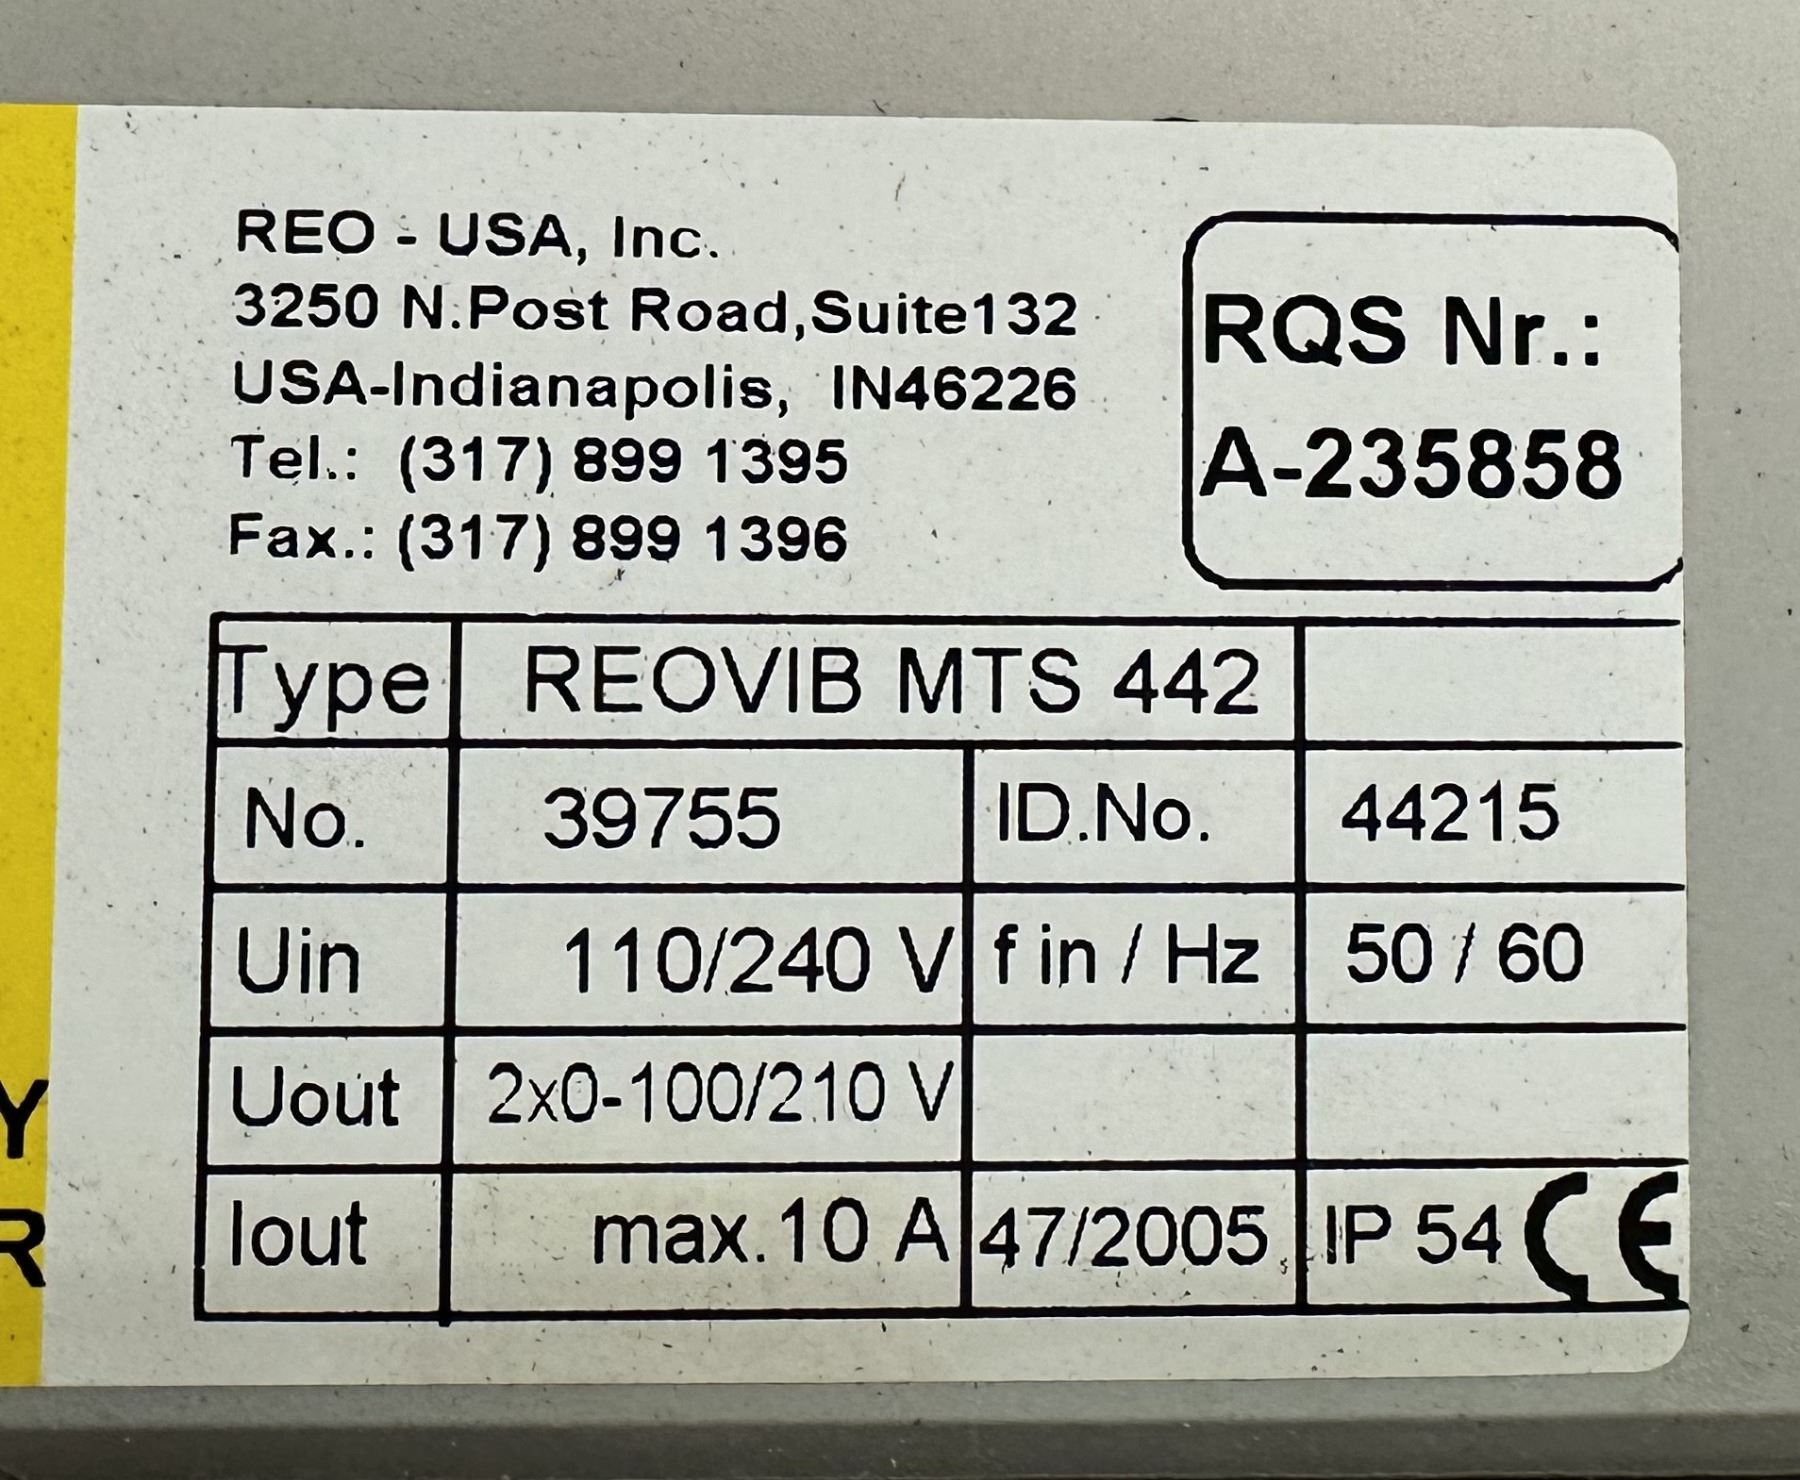 REO - USA, Inc.
3250 N.Post Road,Suite132
USA-Indianapolis, IN46226
Tel.: (317) 899 1395
Fax.: (317) 899 1396
RQS Nr.:
A-235858
Type REOVIB MTS 442
No. 39755 ID.No. 44215
Uin 110/240 V f in / Hz 50 / 60
Uout 2x0-100/210 V
Iout max.10 A 47/2005 IP 54 CE
Y
R